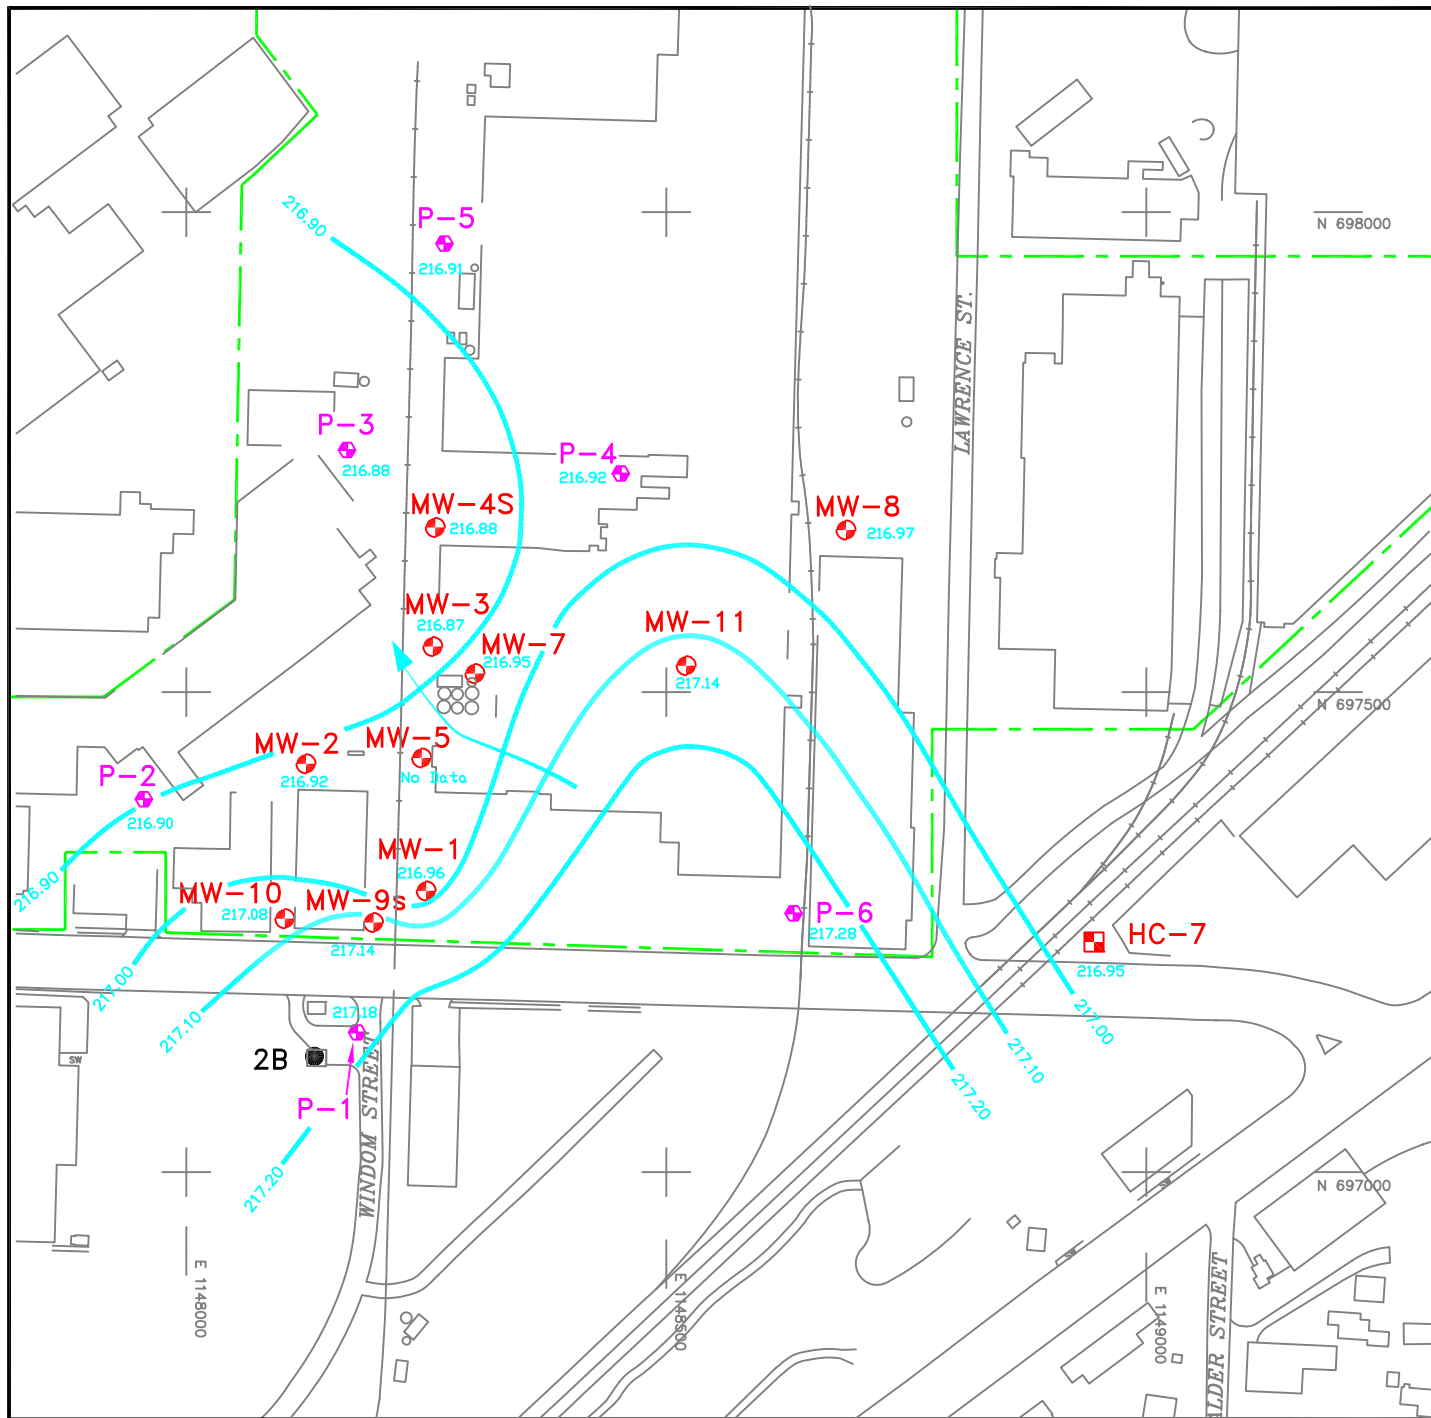 216.90
P-5
216.91
N 698000
LAWRENCE ST.
P-3
216.88
P-4
216.92
MW-4S
216.88
MW-8
216.97
MW-3
216.87
MW-7
216.95
MW-11
217.14
N 697500
MW-2
216.92
MW-5
No Data
P-2
216.90
MW-1
216.96
216.90
MW-10
217.08
MW-9s
217.14
P-6
217.28
HC-7
216.95
217.00
217.10
217.00
217.18
2B
SW
217.10
217.20
P-1
WINDOM STREET
217.20
N 697000
SW
SW
E 1148000
E 1148500
E 1149000
ALDER STREET